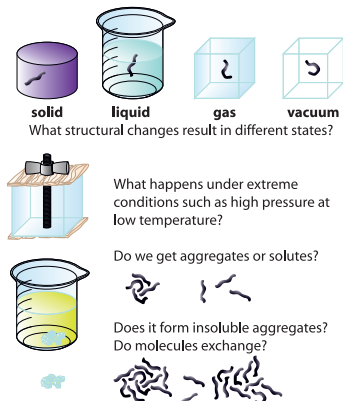 solid liquid gas vacuum
What structural changes result in different states?
What happens under extreme
conditions such as high pressure at
low temperature?
Do we get aggregates or solutes?
Does it form insoluble aggregates?
Do molecules exchange?